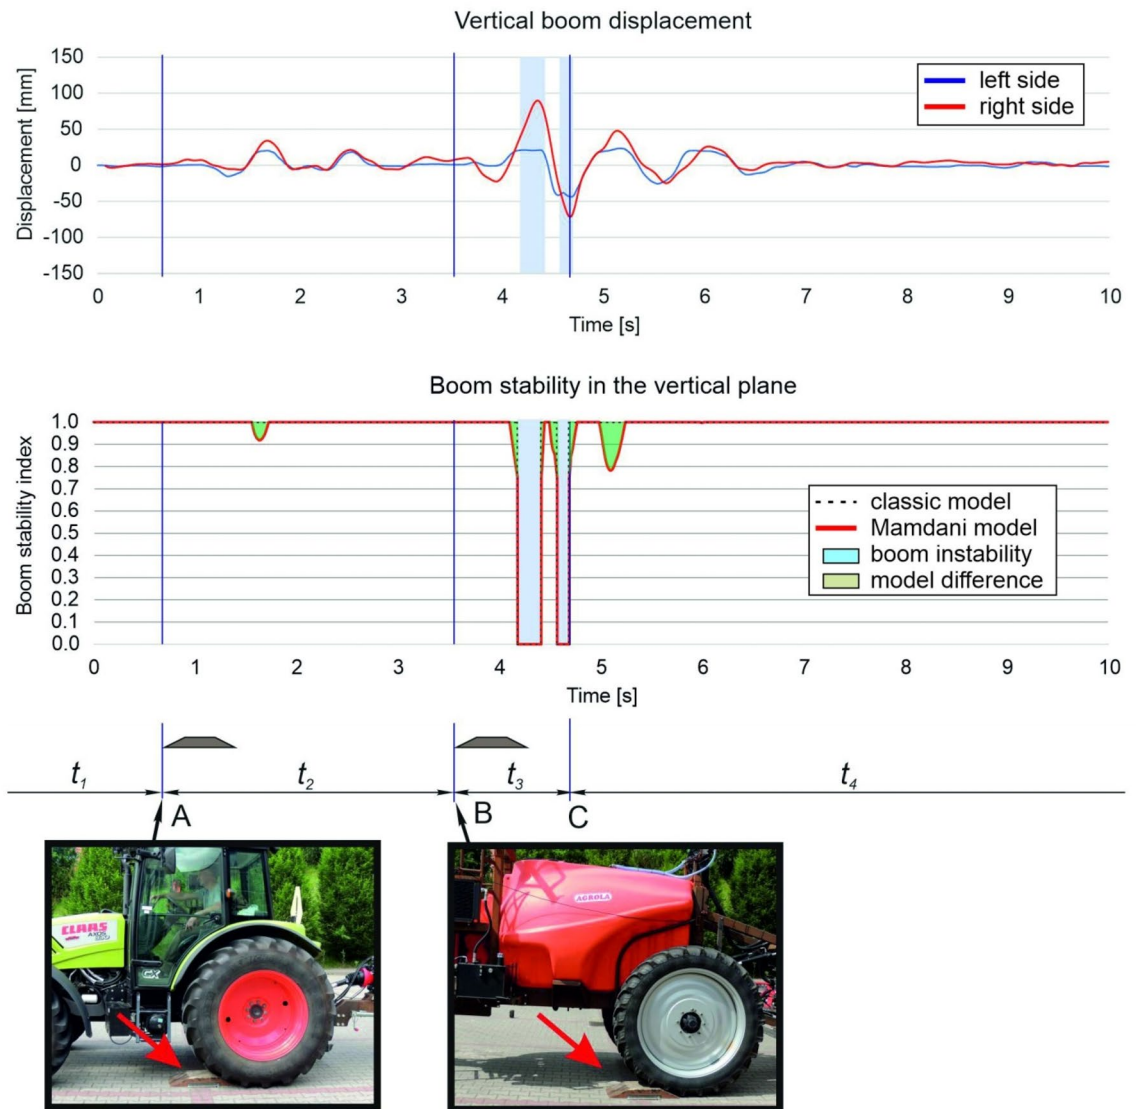 Vertical boom displacement
Displacement [mm]
150
100
50
0
-50
-100
-150
left side
right side
0 1 2 3 4 5 6 7 8 9 10
Time [s]
Boom stability in the vertical plane
Boom stability index
1.0
0.9
0.8
0.7
0.6
0.5
0.4
0.3
0.2
0.1
0.0
classic model
Mamdani model
boom instability
model difference
0 1 2 3 4 5 6 7 8 9 10
Time [s]
t1 t2 t3 t4
A B C
CLAAS
AXOS
CX
AGROLA